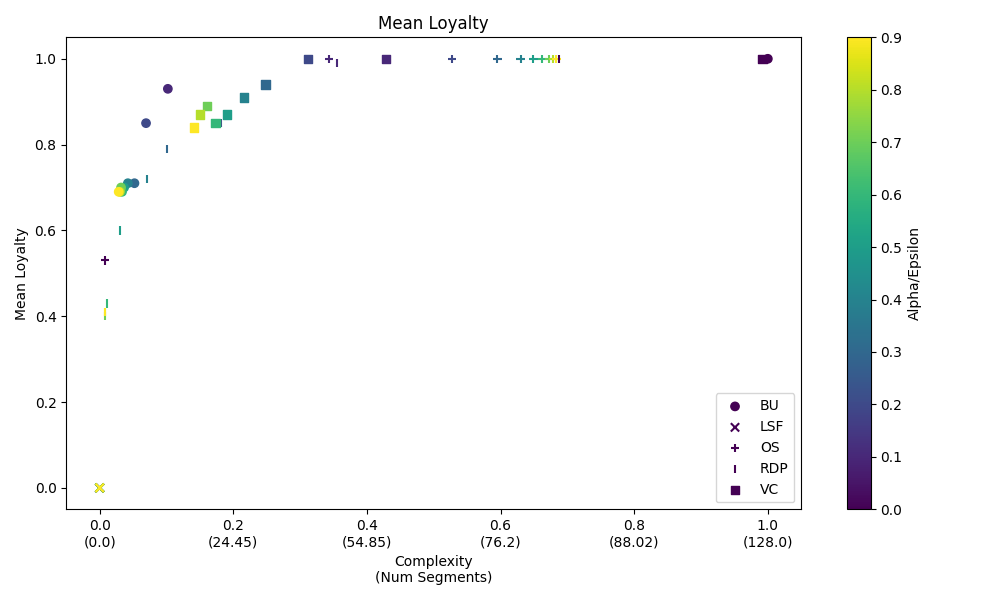 Mean Loyalty
Mean Loyalty
1.0
0.8
0.6
0.4
0.2
0.0
0.0
(0.0)
0.2
(24.45)
0.4
(54.85)
0.6
(76.2)
0.8
(88.02)
1.0
(128.0)
Complexity
(Num Segments)
BU
LSF
OS
RDP
VC
0.9
0.8
0.7
0.6
0.5
0.4
0.3
0.2
0.1
0.0
Alpha/Epsilon